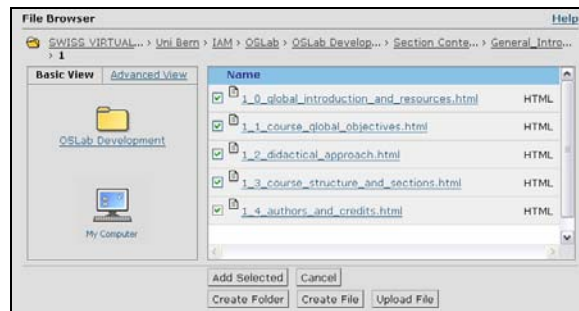 File Browser Help
SWISS VIRTUAL... › Uni Bern › IAM › OSLab › OSLab Develop... › Section Conte... › General_Intro...
› 1
Basic View Advanced View
OSLab Development
My Computer
Name
1_0_global_introduction_and_resources.html HTML
1_1_course_global_objectives.html HTML
1_2_didactical_approach.html HTML
1_3_course_structure_and_sections.html HTML
1_4_authors_and_credits.html HTML
Add Selected Cancel
Create Folder Create File Upload File